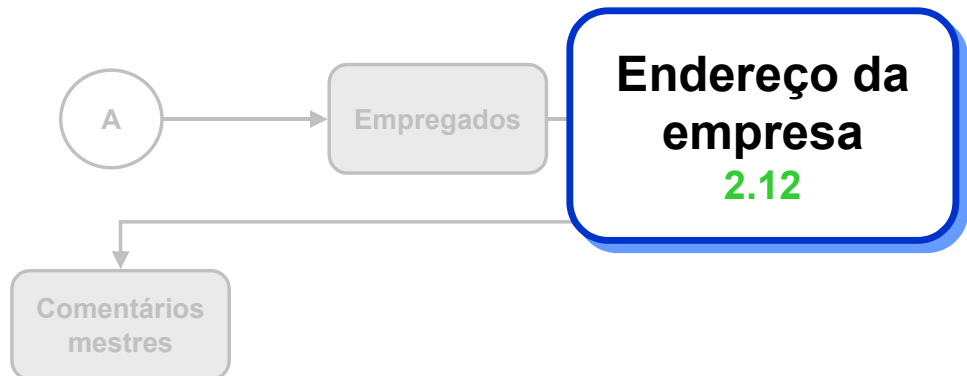 A
Empregados
Endereço da
empresa
2.12
Comentários
mestres